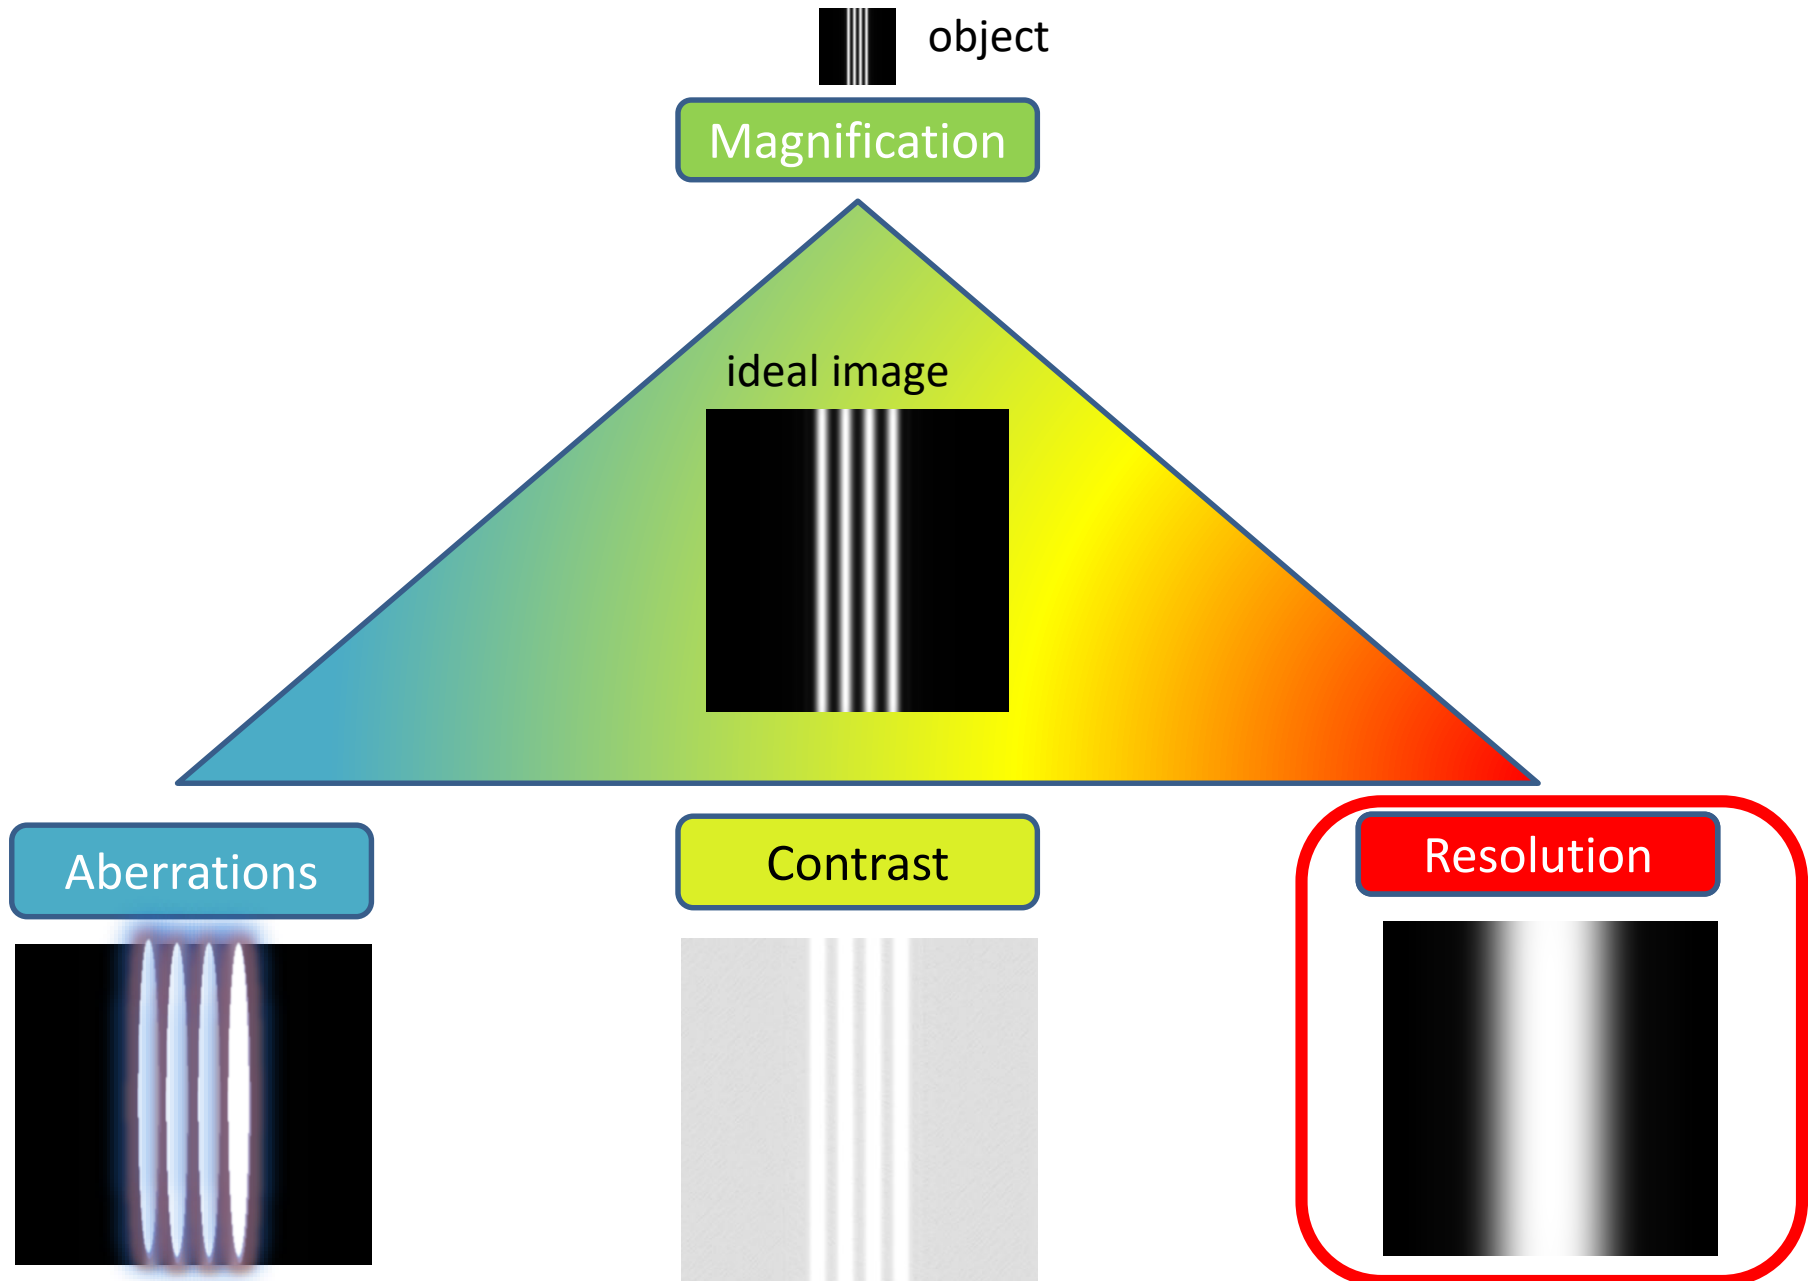 object
Magnification
ideal image
Aberrations
Contrast
Resolution